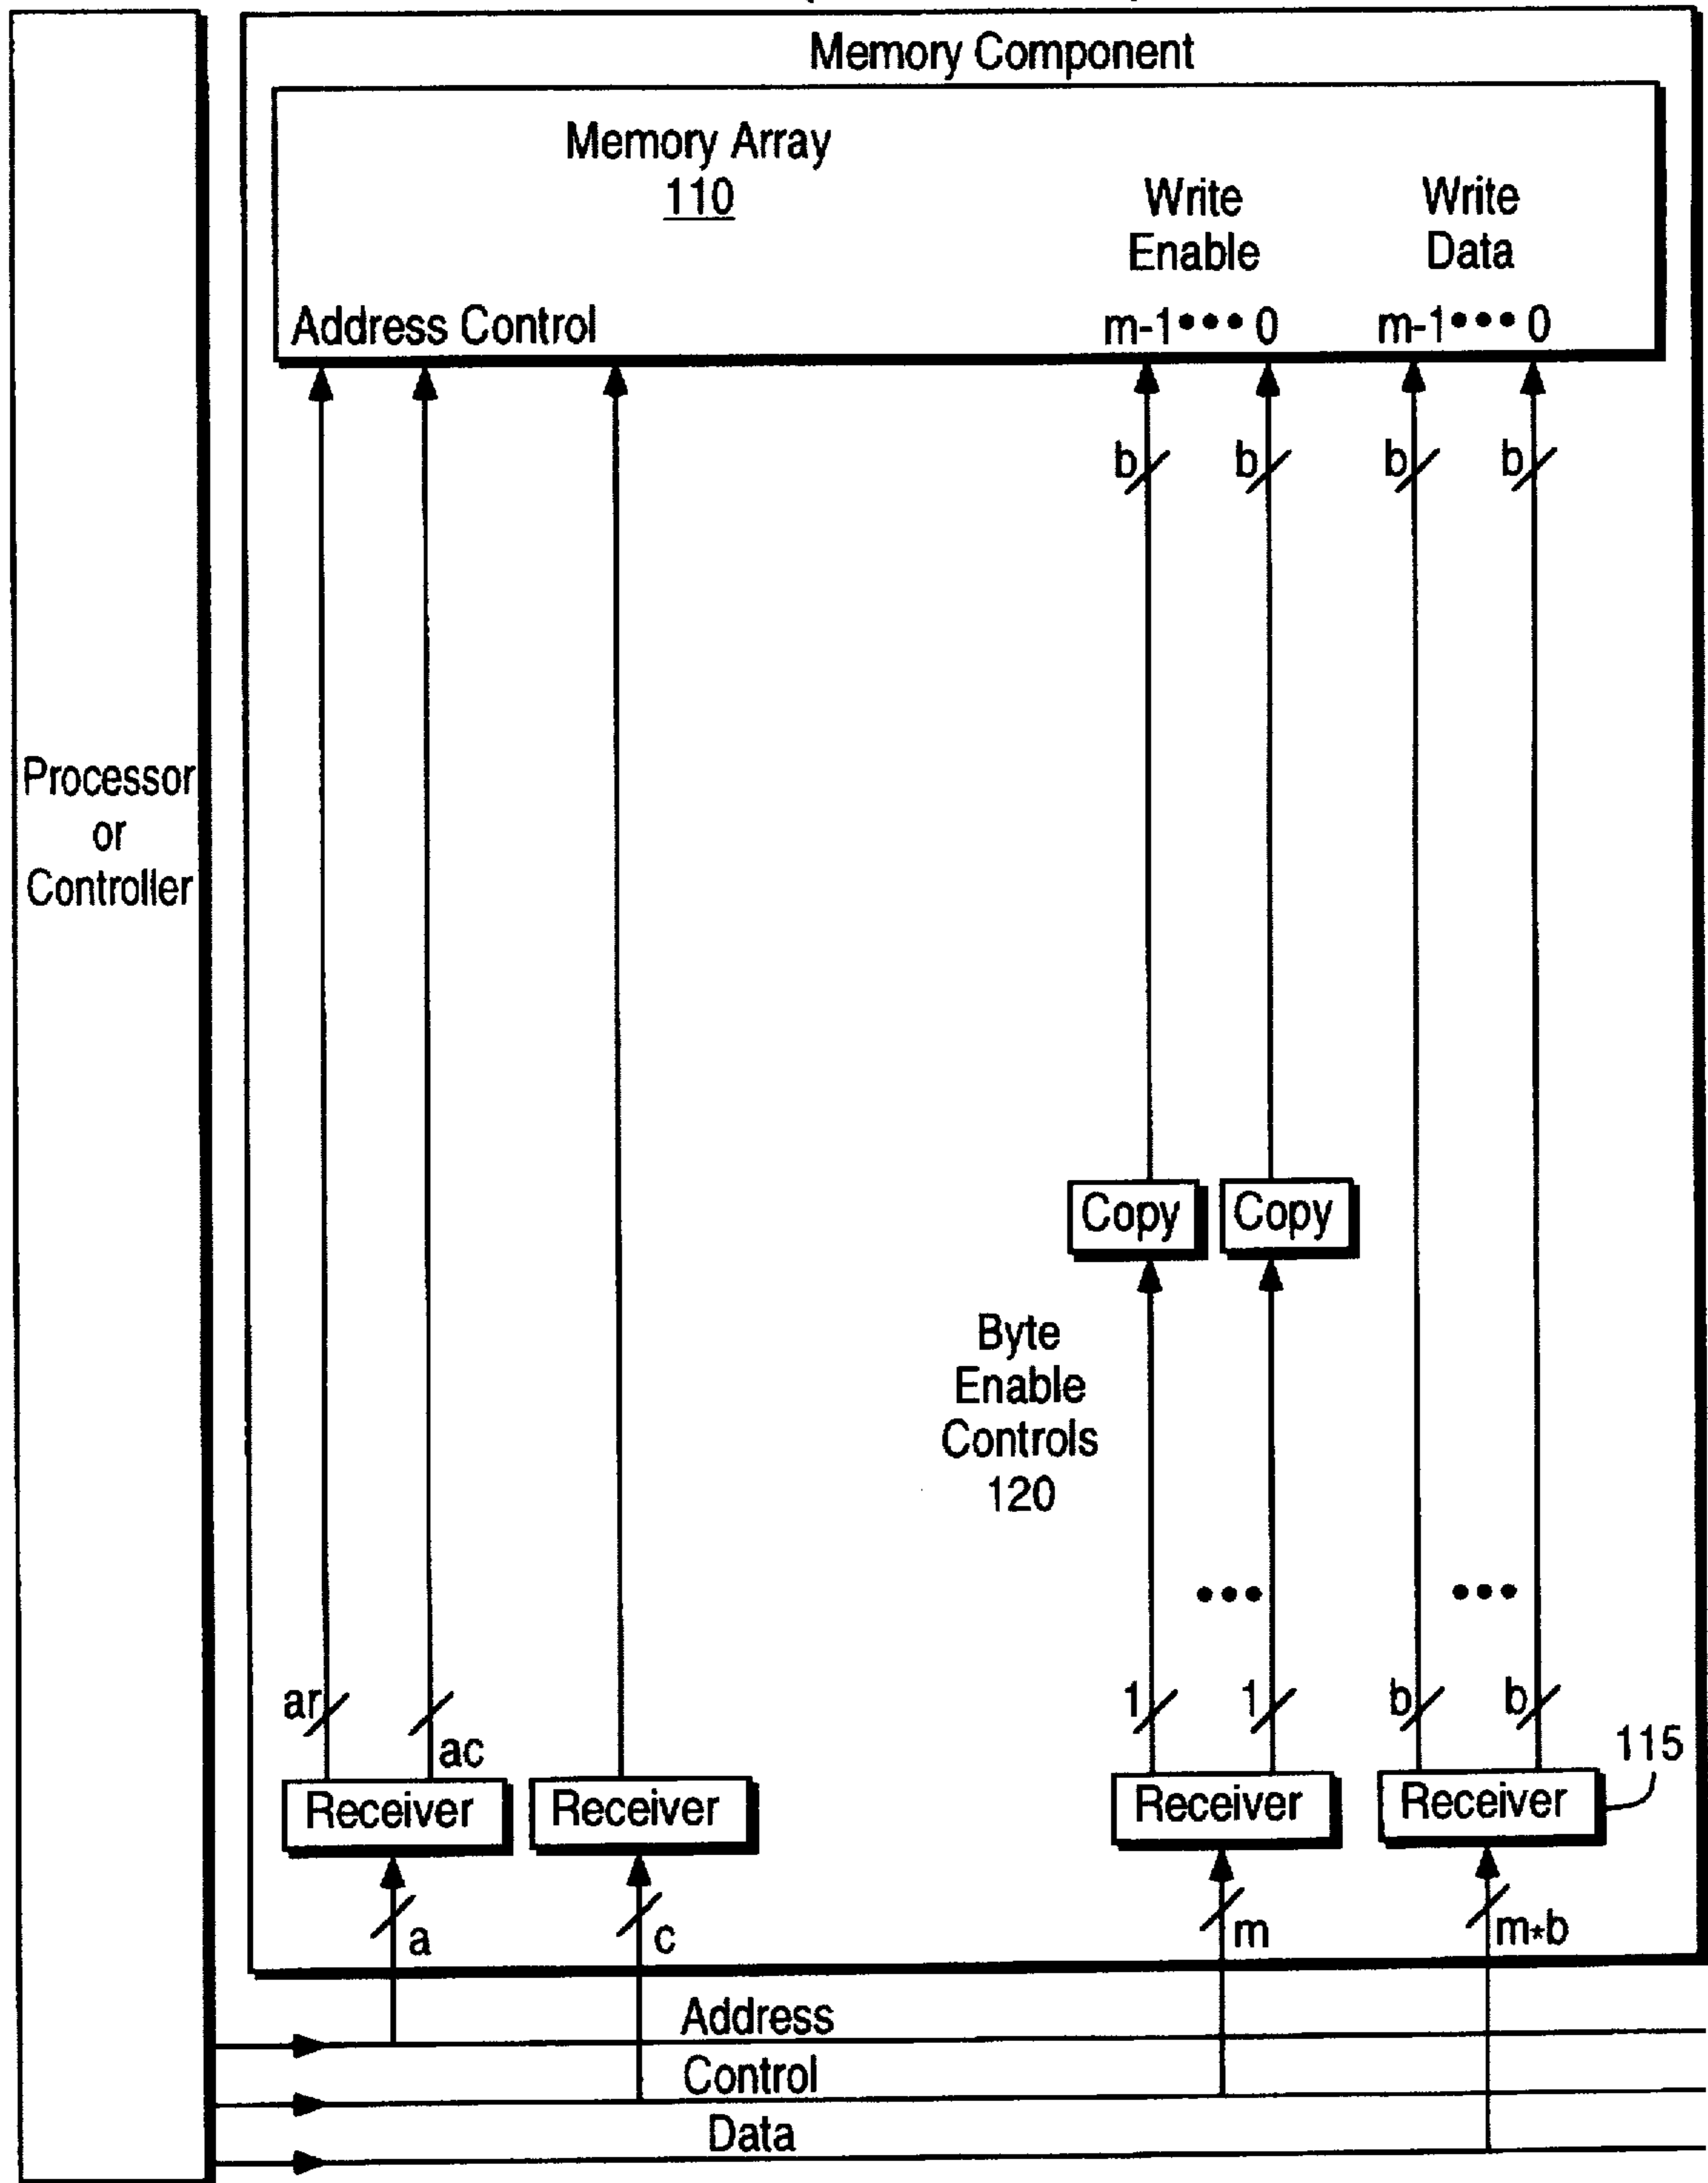 Memory Component
Memory Array
110
Write
Enable
Write
Data
Address Control
m-1••• 0
m-1••• 0
b
b
b
b
Processor
or
Controller
Copy
Copy
Byte
Enable
Controls
120
•••
•••
ar
ac
1
1
b
b
115
Receiver
Receiver
Receiver
Receiver
a
c
m
m*b
Address
Control
Data